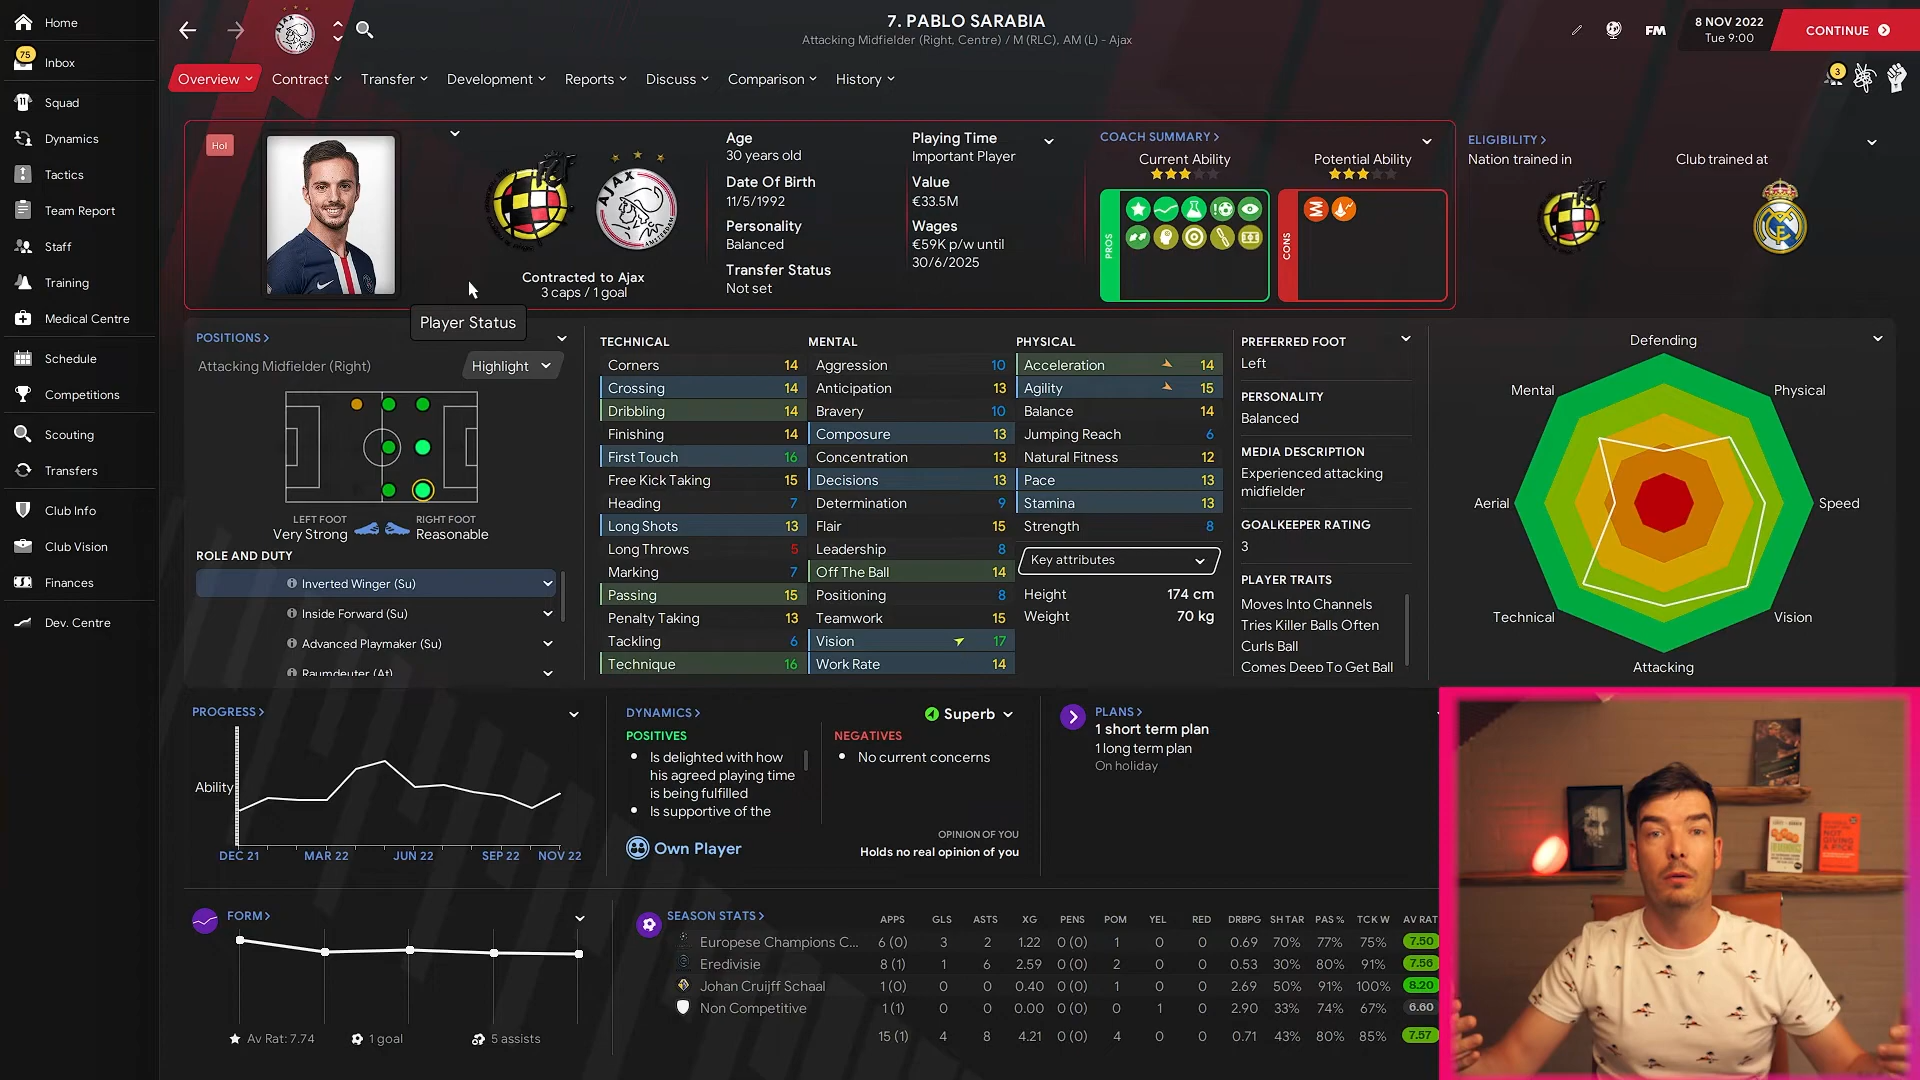 Home
75
Inbox
Squad
Dynamics
Tactics
Team Report
Staff
Training
Medical Centre
Schedule
Competitions
Scouting
Transfers
Club Info
Club Vision
Finances
Dev. Centre
7. PABLO SARABIA
Attacking Midfielder (Right, Centre) / M (RLC), AM (L) - Ajax
FM
8 NOV 2022
Tue 9:00
CONTINUE
Overview Contract Transfer Development Reports Discuss Comparison History
3
Hol
AJAX
AMSTERDAM
Contracted to Ajax
3 caps / 1 goal
Player Status
Age
30 years old
Date Of Birth
11/5/1992
Personality
Balanced
Transfer Status
Not set
Playing Time
Important Player
Value
€33.5M
Wages
€59K p/w until
30/6/2025
COACH SUMMARY >
Current Ability
Potential Ability
PROS
CONS
ELIGIBILITY >
Nation trained in
Club trained at
POSITIONS >
Attacking Midfielder (Right)
Highlight
LEFT FOOT
Very Strong
RIGHT FOOT
Reasonable
ROLE AND DUTY
Inverted Winger (Su)
Inside Forward (Su)
Advanced Playmaker (Su)
Raumdeuter (At)
TECHNICAL
Corners 14
Crossing 14
Dribbling 14
Finishing 14
First Touch 16
Free Kick Taking 15
Heading 7
Long Shots 13
Long Throws 5
Marking 7
Passing 15
Penalty Taking 13
Tackling 6
Technique 16
MENTAL
Aggression 10
Anticipation 13
Bravery 10
Composure 13
Concentration 13
Decisions 13
Determination 9
Flair 15
Leadership 8
Off The Ball 14
Positioning 8
Teamwork 15
Vision 17
Work Rate 14
PHYSICAL
Acceleration 14
Agility 15
Balance 14
Jumping Reach 6
Natural Fitness 12
Pace 13
Stamina 13
Strength 8
Key attributes
Height 174 cm
Weight 70 kg
PREFERRED FOOT
Left
PERSONALITY
Balanced
MEDIA DESCRIPTION
Experienced attacking
midfielder
GOALKEEPER RATING
3
PLAYER TRAITS
Moves Into Channels
Tries Killer Balls Often
Curls Ball
Comes Deep To Get Ball
Defending
Mental
Physical
Aerial
Speed
Technical
Vision
Attacking
PROGRESS >
Ability
DEC 21 MAR 22 JUN 22 SEP 22 NOV 22
DYNAMICS >
Superb
POSITIVES
Is delighted with how
his agreed playing time
is being fulfilled
Is supportive of the
NEGATIVES
No current concerns
Own Player
OPINION OF YOU
Holds no real opinion of you
PLANS >
1 short term plan
1 long term plan
On holiday
FORM >
Av Rat: 7.74
1 goal
5 assists
SEASON STATS >
APPS GLS ASTS XG PENS POM YEL RED DRBPG SH TAR PAS % TCK W AV RAT
Europese Champions C... 6 (0) 3 2 1.22 0 (0) 1 0 0 0.69 70% 77% 75% 7.50
Eredivisie 8 (1) 1 6 2.59 0 (0) 2 0 0 0.53 30% 80% 91% 7.56
Johan Cruijff Schaal 1 (0) 0 0 0.40 0 (0) 1 0 0 2.69 50% 91% 100% 8.20
Non Competitive 1 (1) 0 0 0.00 0 (0) 0 1 0 2.90 33% 74% 67% 6.60
15 (1) 4 8 4.21 0 (0) 4 0 0 0.71 43% 80% 85% 7.57